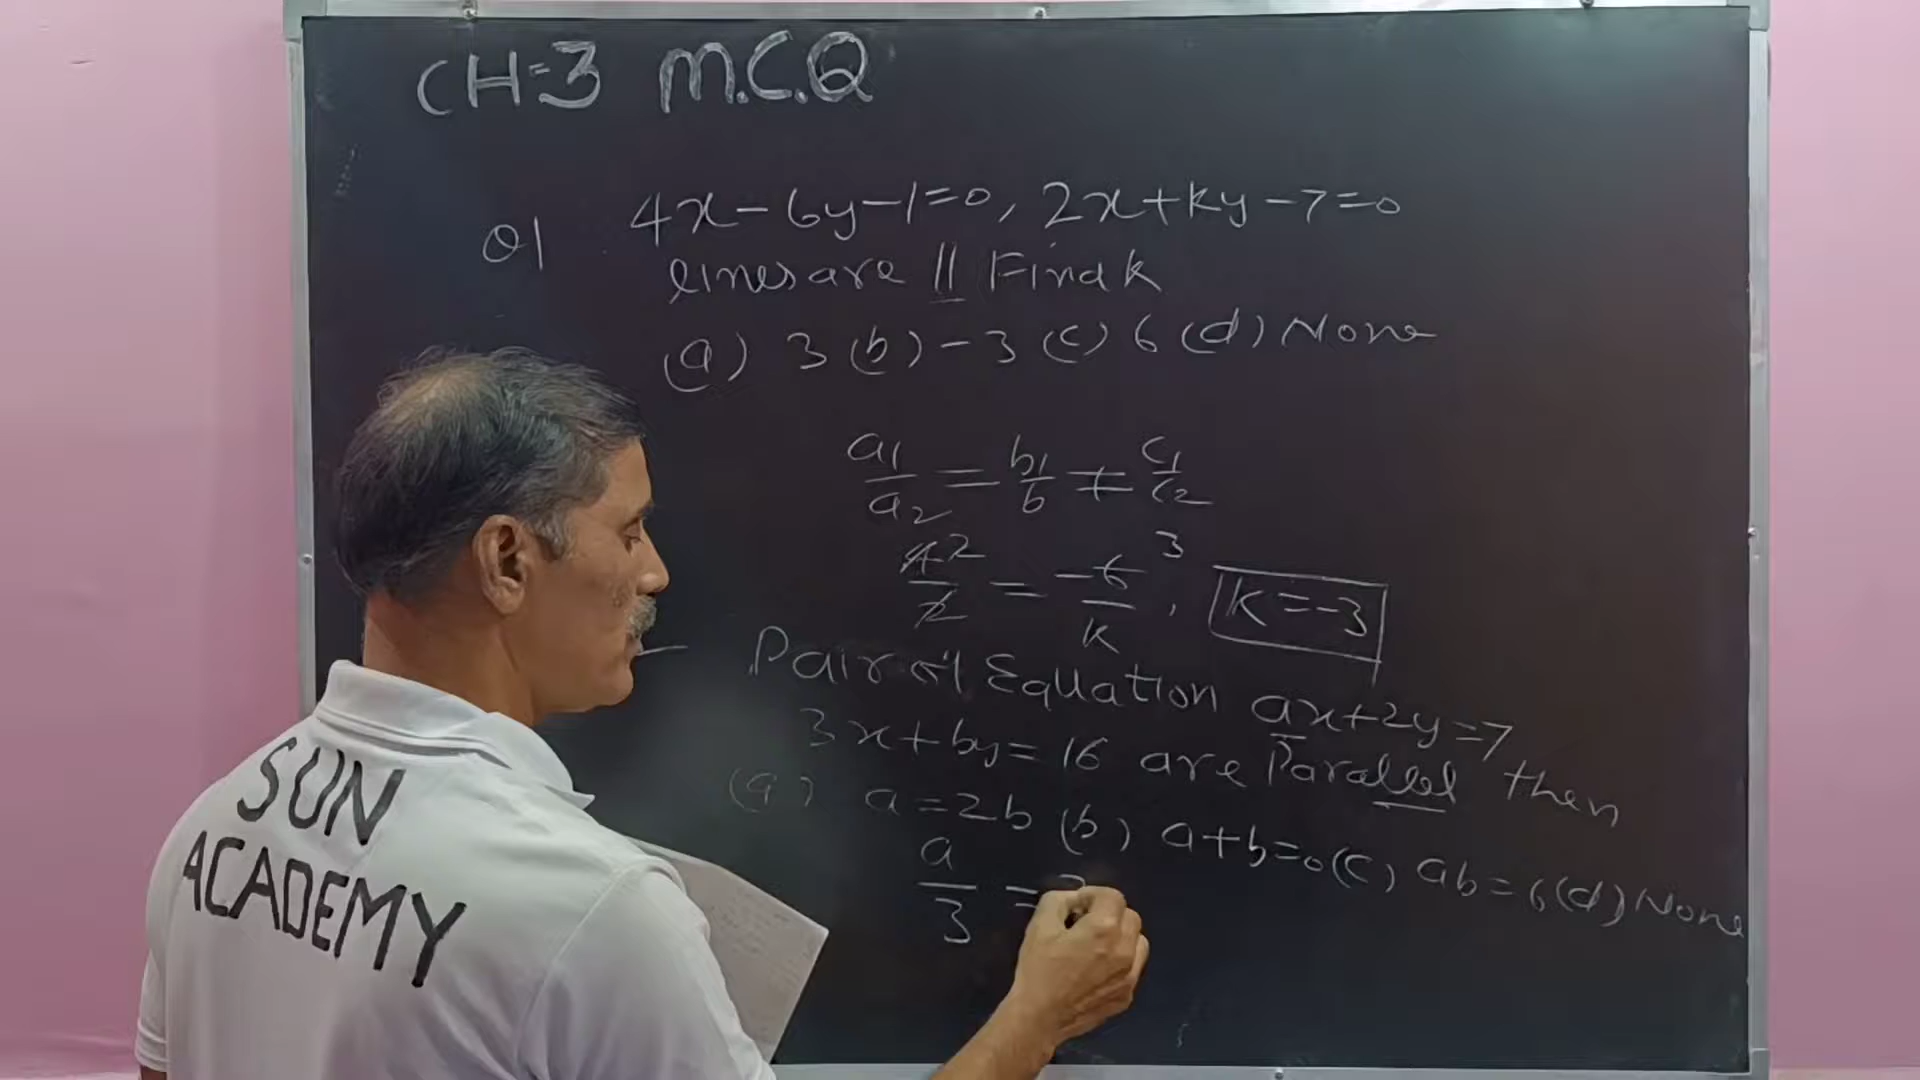 CH=3 M.C.Q
Q1 4x-6y-1=0, 2x+ky-7=0
lines are || Find k
(a) 3 (b) -3 (c) 6 (d) None
a1/a2 = b1/b ≠ c1/c2
4 2/2 = -6 3/k, k=-3
Pair of Equation ax+2y=7
3x+by=16 are Parallel then
(a) a=2b (b) a+b=0 (c) ab=6 (d) None
a/3 =
SUN
ACADEMY